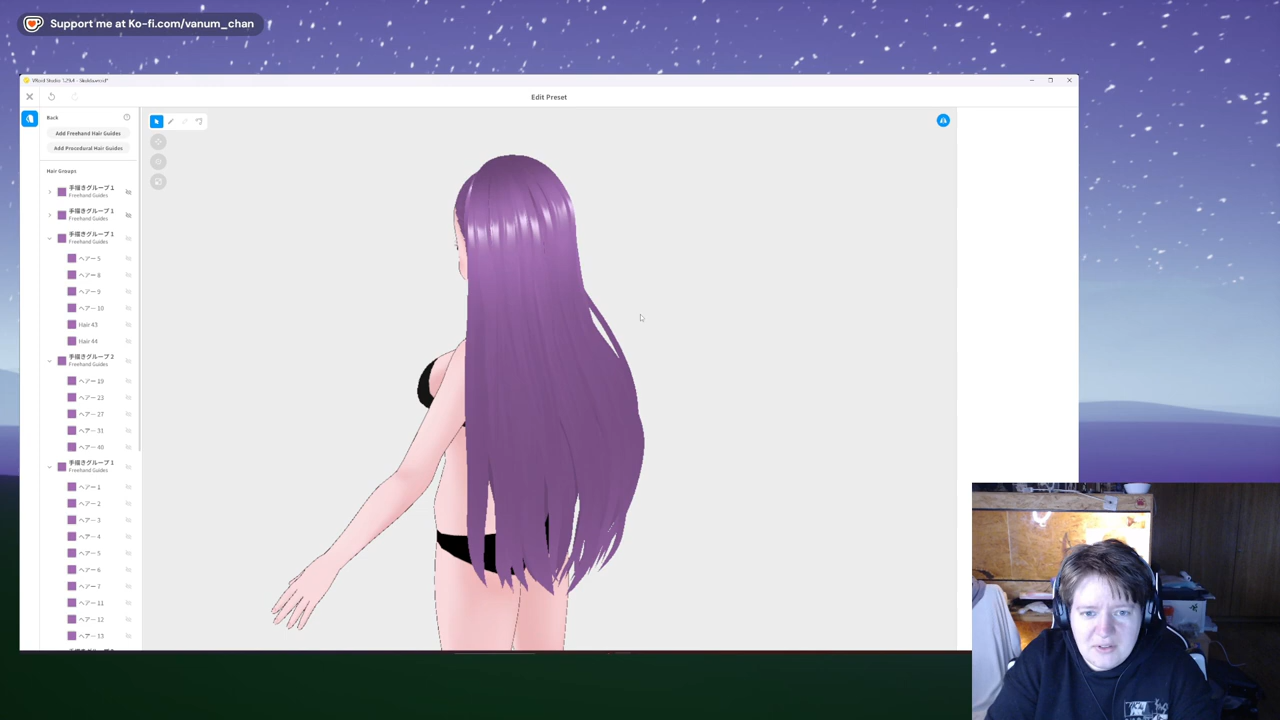 Support me at Ko-fi.com/vanum_chan
Edit Preset
Back
Add Freehand Hair Guides
Add Procedural Hair Guides
Hair Groups
手描きグループ 1
Freehand Guides
手描きグループ 1
Freehand Guides
手描きグループ 1
Freehand Guides
ヘアー 5
ヘアー 8
ヘアー 9
ヘアー 10
Hair 43
Hair 44
手描きグループ 2
Freehand Guides
ヘアー 19
ヘアー 23
ヘアー 27
ヘアー 31
ヘアー 40
手描きグループ 1
Freehand Guides
ヘアー 1
ヘアー 2
ヘアー 3
ヘアー 4
ヘアー 5
ヘアー 6
ヘアー 7
ヘアー 11
ヘアー 12
ヘアー 13